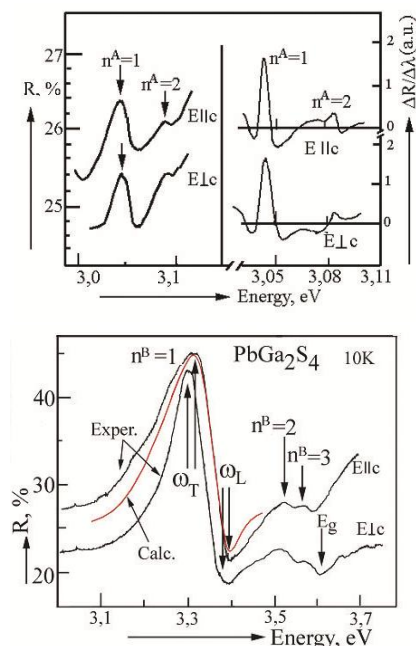 27
R, %
26
25
n^A=1
n^A=2
E||c
E⊥c
3,0
3,1
n^A=1
n^A=2
E||c
E⊥c
2
1
0
2
1
0
ΔR/Δλ (a.u.)
3,05
3,08
3,11
Energy, eV
PbGa₂S₄ 10K
n^B=1
40
R, %
30
20
Exper.
Calc.
ω_T
ω_L
n^B=2
n^B=3
E||c
E_g
E⊥c
3,1
3,3
3,5
3,7
Energy, eV